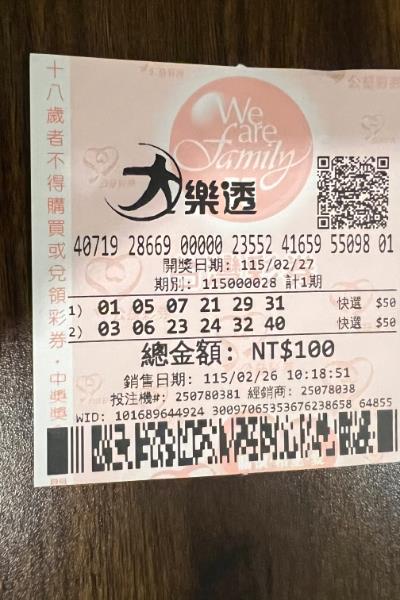 We
are
Family
大樂透
40719 28669 00000 23552 41659 55098 01
開獎日期: 115/02/27
期別: 115000028 計1期
1) 01 05 07 21 29 31 快選 $50
2) 03 06 23 24 32 40 快選 $50
總金額: NT$100
銷售日期: 115/02/26 10:18:51
投注機#: 250780381 經銷商: 25078038
WID: 101689644924 30097065353676238658 64855
十八歲者不得購買或兌領彩券·中獎獎